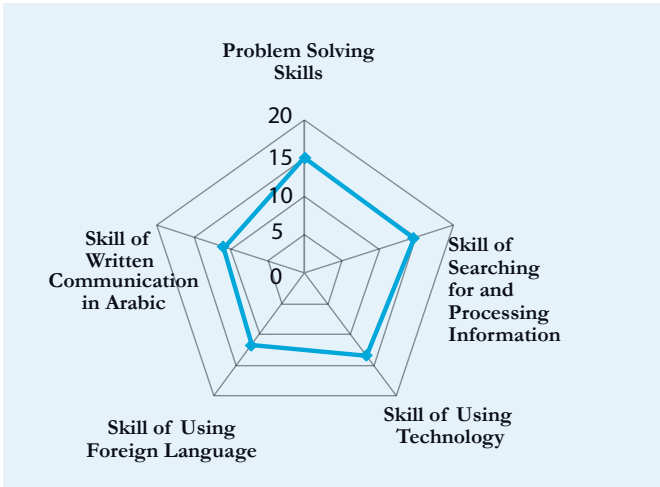 Problem Solving
Skills
20
15
10
5
0
Skill of
Written
Communication
in Arabic
Skill of
Searching
for and
Processing
Information
Skill of Using
Foreign Language
Skill of Using
Technology